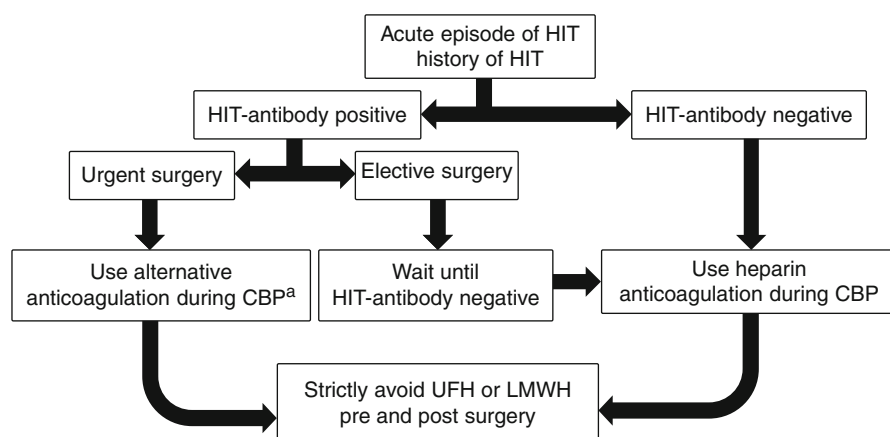 Acute episode of HIT
history of HIT
HIT-antibody positive
HIT-antibody negative
Urgent surgery
Elective surgery
Use alternative
anticoagulation during CBPa
Wait until
HIT-antibody negative
Use heparin
anticoagulation during CBP
Strictly avoid UFH or LMWH
pre and post surgery